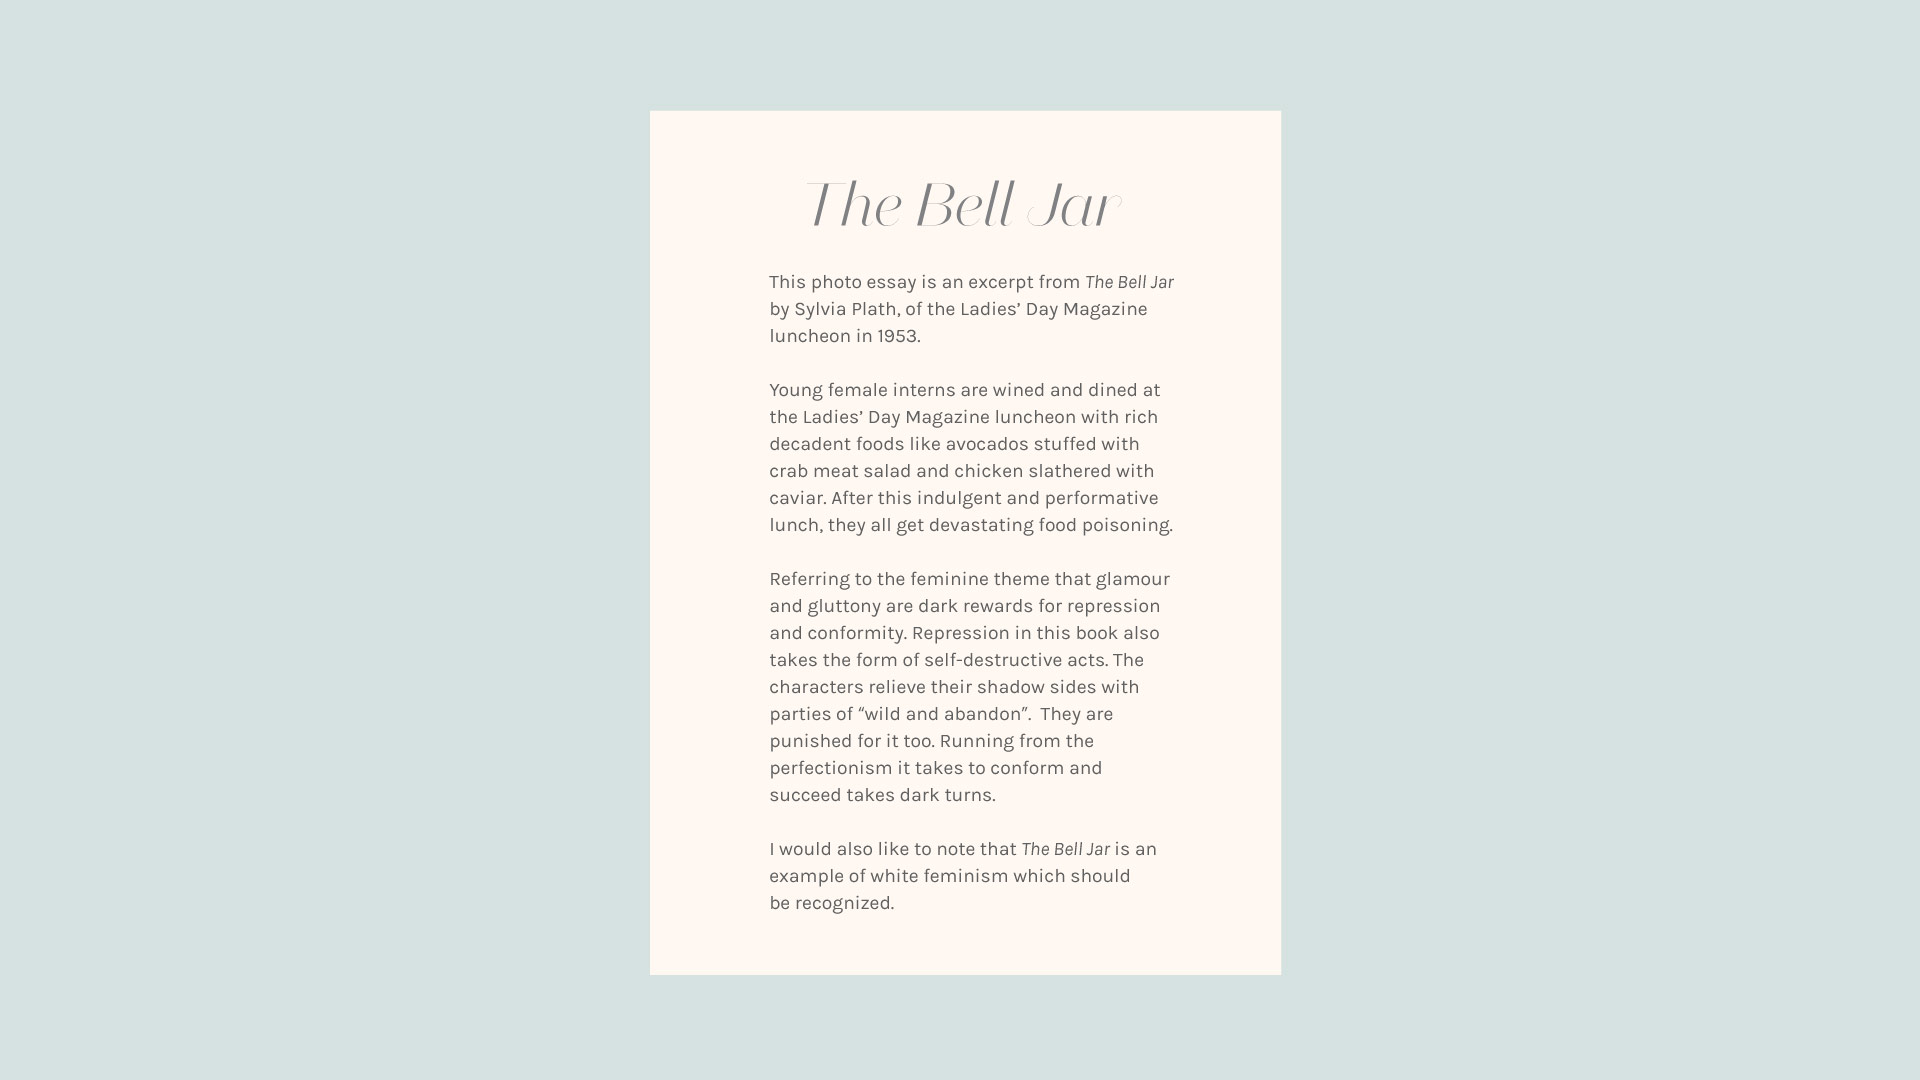 The Bell Jar
This photo essay is an excerpt from The Bell Jar
by Sylvia Plath, of the Ladies’ Day Magazine
luncheon in 1953.
Young female interns are wined and dined at
the Ladies’ Day Magazine luncheon with rich
decadent foods like avocados stuffed with
crab meat salad and chicken slathered with
caviar. After this indulgent and performative
lunch, they all get devastating food poisoning.
Referring to the feminine theme that glamour
and gluttony are dark rewards for repression
and conformity. Repression in this book also
takes the form of self-destructive acts. The
characters relieve their shadow sides with
parties of “wild and abandon”.  They are
punished for it too. Running from the
perfectionism it takes to conform and
succeed takes dark turns.
I would also like to note that The Bell Jar is an
example of white feminism which should
be recognized.